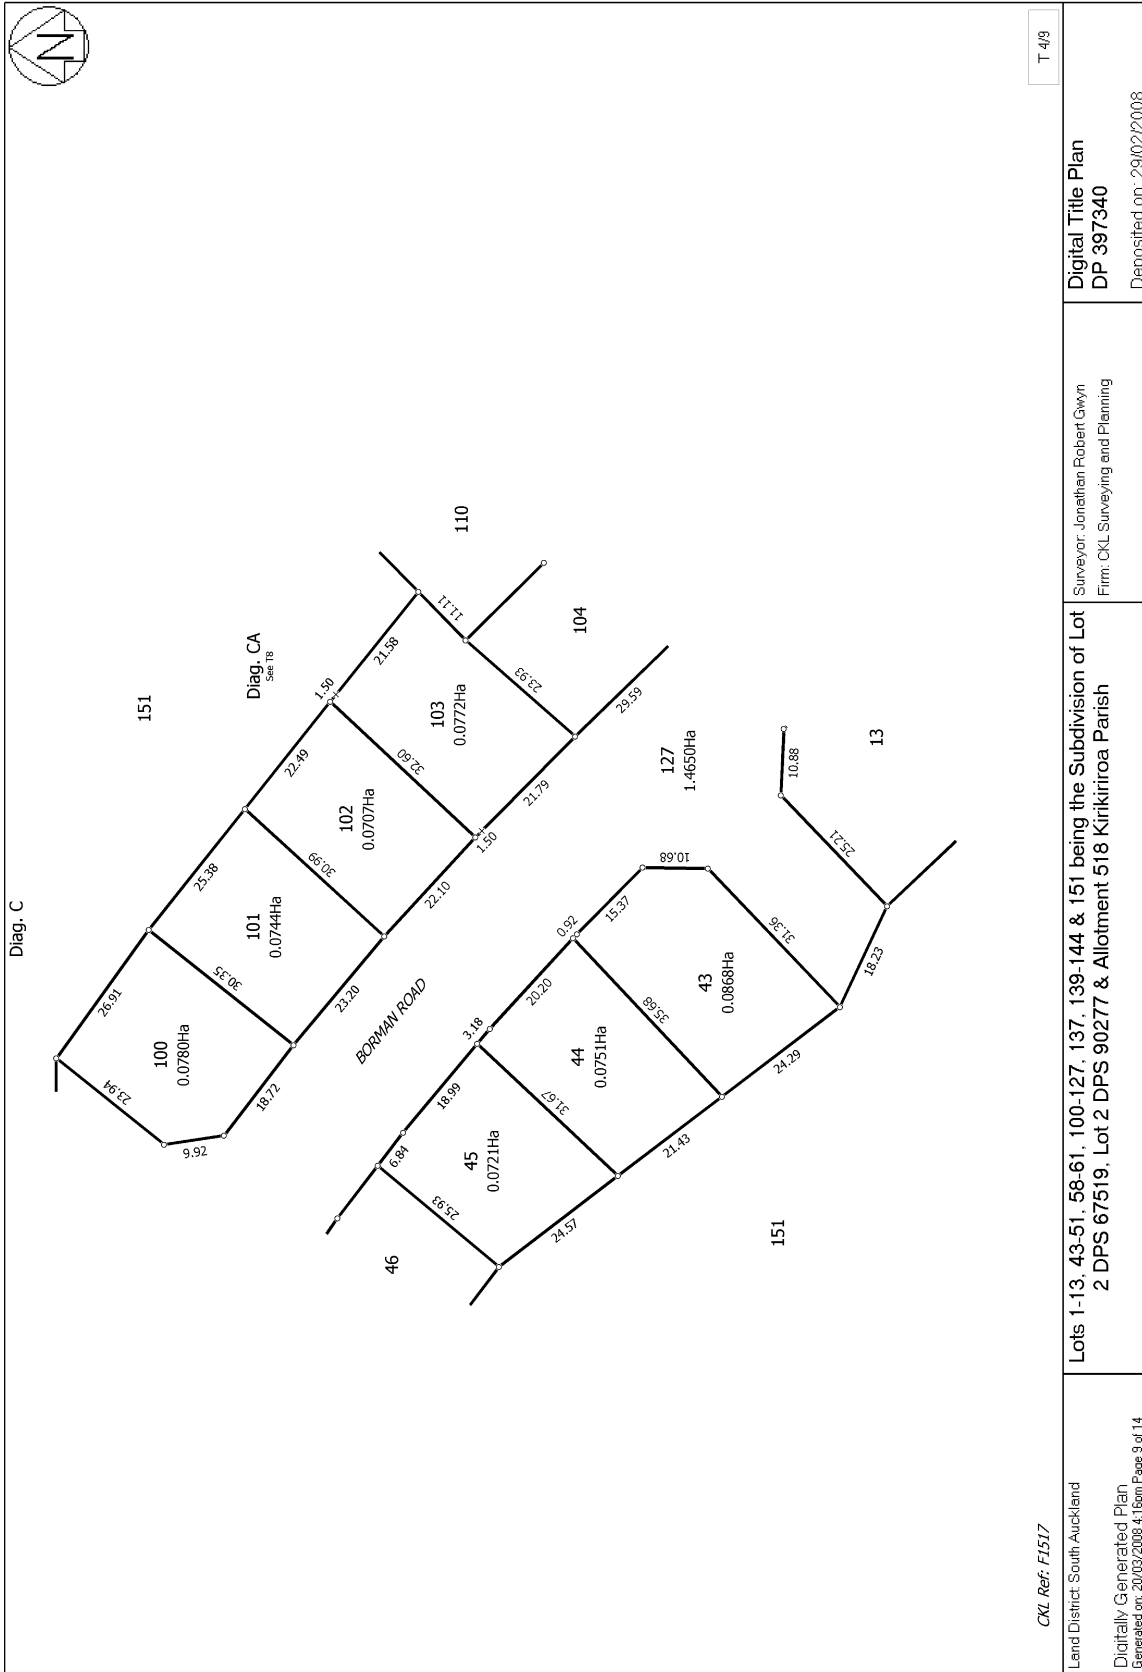 N
Diag. C
T 4/9
151
110
Diag. CA
See T8
26.91
25.38
22.49
1.50
21.58
11.11
23.94
100
0.0780Ha
30.35
101
0.0744Ha
30.99
102
0.0707Ha
32.60
103
0.0772Ha
23.93
104
9.92
18.72
23.20
22.10
1.50
21.79
29.59
BORMAN ROAD
127
1.4650Ha
46
25.93
6.84
18.99
3.18
20.20
0.92
15.37
10.68
45
0.0721Ha
31.67
44
0.0751Ha
35.68
43
0.0868Ha
31.36
24.57
21.43
24.29
18.23
25.21
10.88
13
151
CKL Ref: F1517
Land District: South Auckland
Digitally Generated Plan
Generated on: 20/03/2008 4:16pm Page 9 of 14
Lots 1-13, 43-51, 58-61, 100-127, 137, 139-144 & 151 being the Subdivision of Lot
2 DPS 67519, Lot 2 DPS 90277 & Allotment 518 Kirikiriroa Parish
Surveyor: Jonathan Robert Gwyn
Firm: CKL Surveying and Planning
Digital Title Plan
DP 397340
Deposited on: 29/02/2008